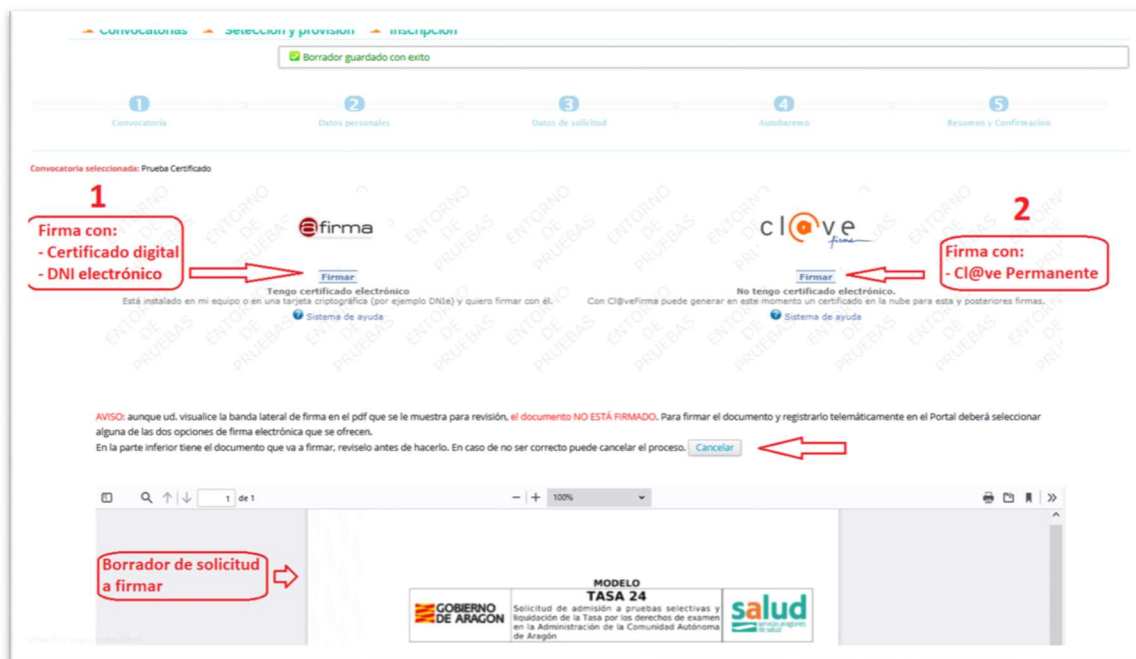 Convocatorias Selección y provisión Inscripción
Borrador guardado con exito
1 2 3 4 5
Convocatoria Datos personales Datos de solicitud Autobaremo Resumen y Confirmación
Convocatoria seleccionada: Prueba Certificado
1
Firma con:
- Certificado digital
- DNI electrónico
@firma
Firmar
Tengo certificado electrónico
Está instalado en mi equipo o en una tarjeta criptográfica (por ejemplo DNIe) y quiero firmar con él.
Sistema de ayuda
cl@ve
firma
Firmar
No tengo certificado electrónico.
Con Cl@veFirma puede generar en este momento un certificado en la nube para esta y posteriores firmas.
Sistema de ayuda
2
Firma con:
- Cl@ve Permanente
ENTORNO
DE
PRUEBAS
AVISO: aunque ud. visualice la banda lateral de firma en el pdf que se le muestra para revisión, el documento NO ESTÁ FIRMADO. Para firmar el documento y registrarlo telemáticamente en el Portal deberá seleccionar
alguna de las dos opciones de firma electrónica que se ofrecen.
En la parte inferior tiene el documento que va a firmar, reviselo antes de hacerlo. En caso de no ser correcto puede cancelar el proceso. Cancelar
1 de 1 100%
Borrador de solicitud
a firmar
MODELO
TASA 24
GOBIERNO
DE ARAGON
Solicitud de admisión a pruebas selectivas y
liquidación de la Tasa por los derechos de examen
en la Administración de la Comunidad Autónoma
de Aragón
salud
servicio aragonés
de salud